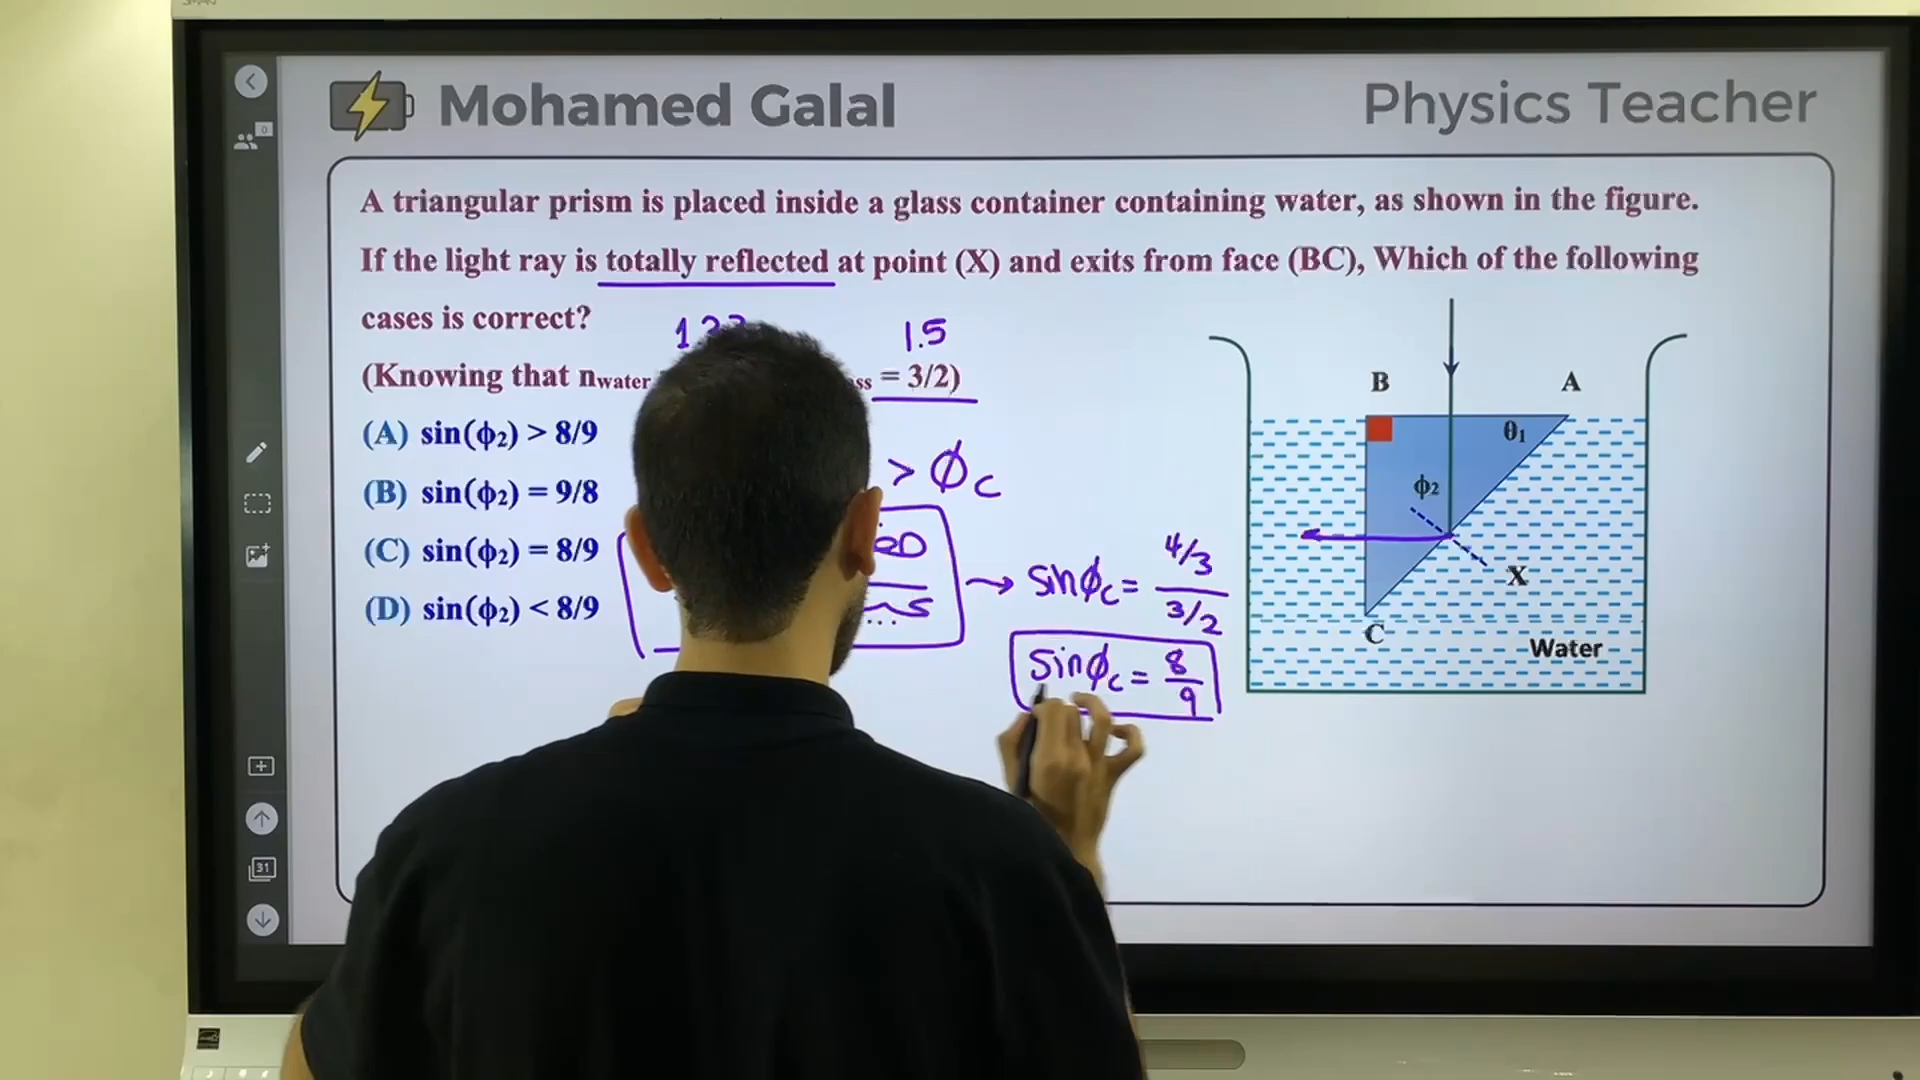 Mohamed Galal
Physics Teacher
A triangular prism is placed inside a glass container containing water, as shown in the figure.
If the light ray is totally reflected at point (X) and exits from face (BC), Which of the following
cases is correct?
1.5
(Knowing that nwater = 3/2)
(A) sin(ϕ₂) > 8/9
(B) sin(ϕ₂) = 9/8
(C) sin(ϕ₂) = 8/9
(D) sin(ϕ₂) < 8/9
> ϕc
sinϕc = 4/3 / 3/2
sinϕc = 8/9
B
A
θ₁
ϕ₂
X
C
Water
0
31